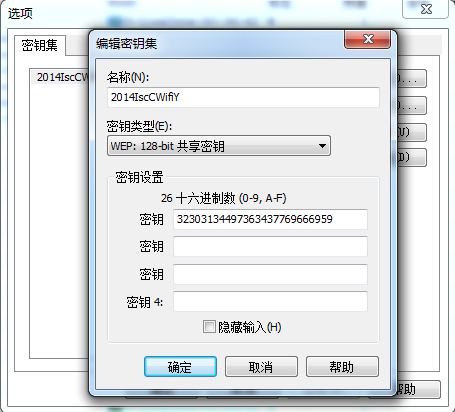 选项
密钥集
2014IscCW
编辑密钥集
名称(N):
2014IscCWifiY
密钥类型(E):
WEP: 128-bit 共享密钥
密钥设置
26 十六进制数 (0-9, A-F)
密钥 32303134497363437769666959
密钥
密钥
密钥 4:
隐藏输入(H)
确定 取消 帮助
)...
)...
(U)
(D)
帮助